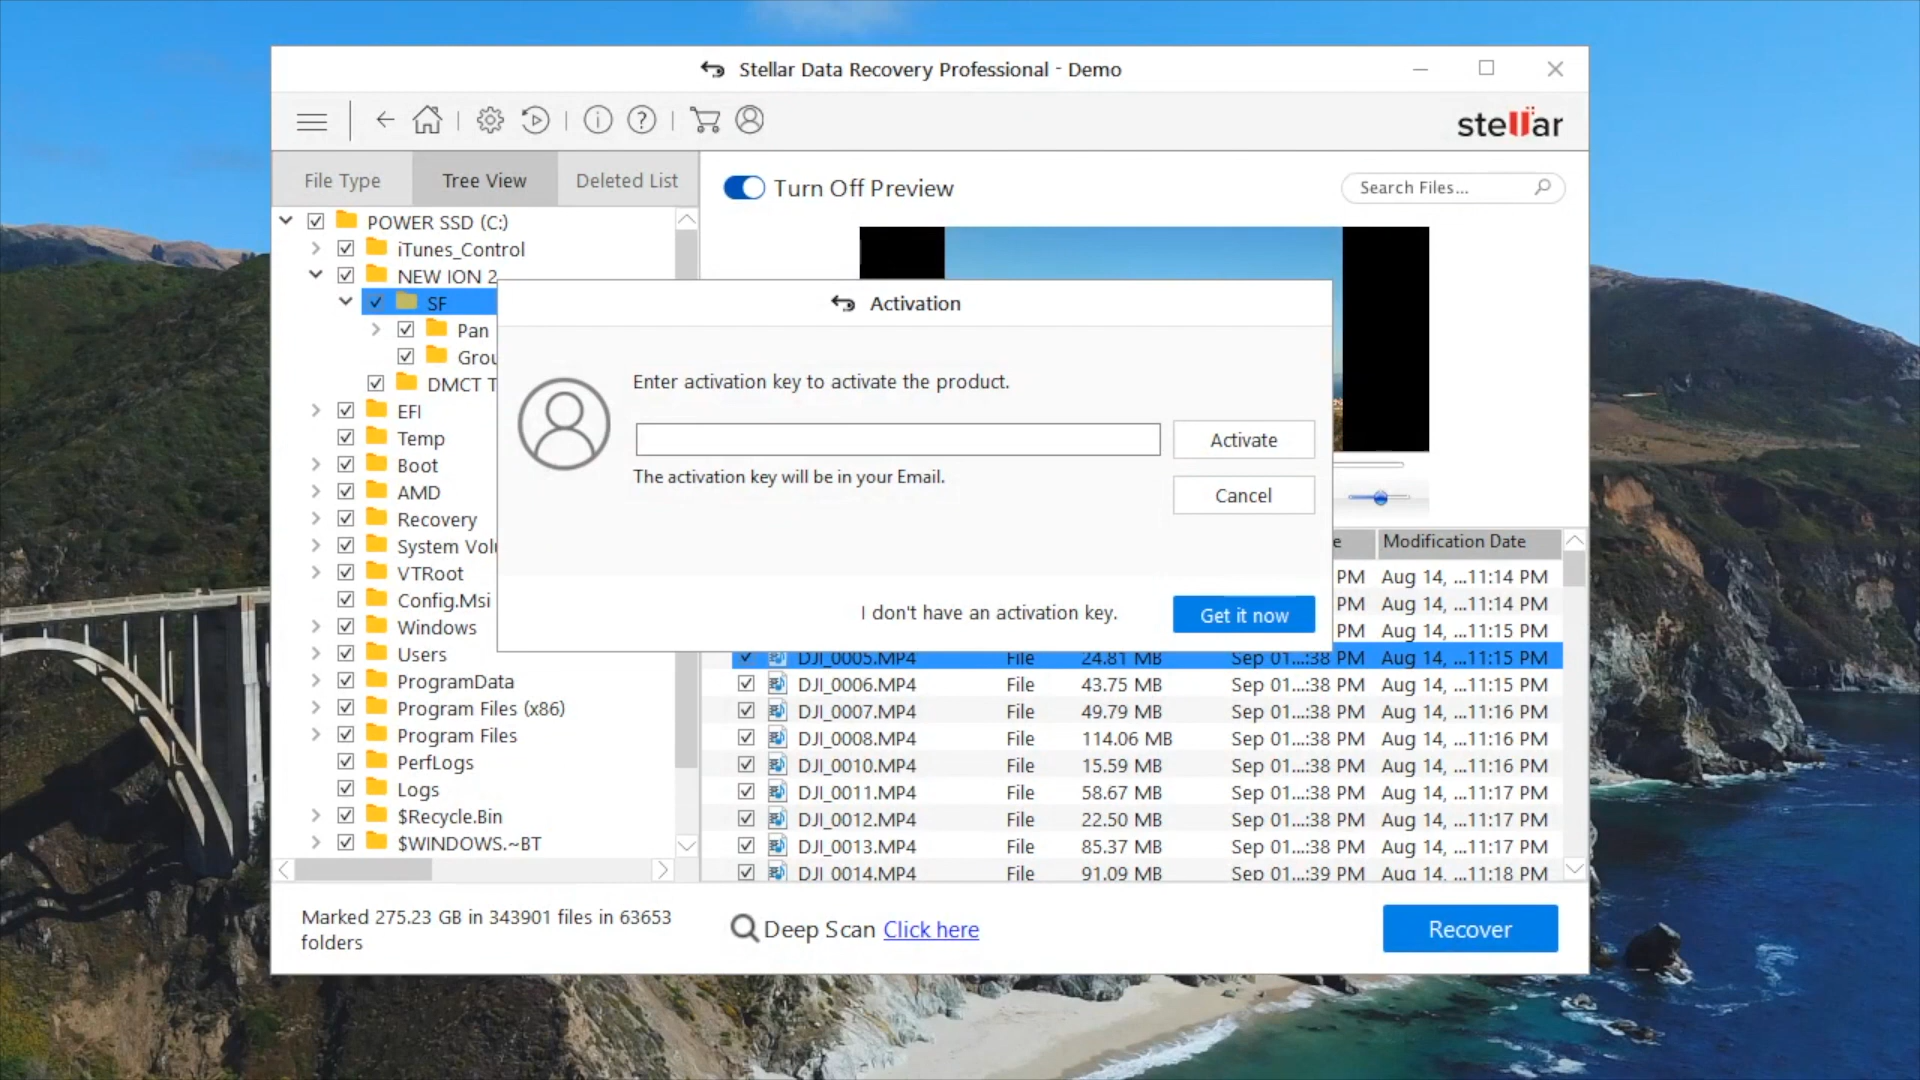 Stellar Data Recovery Professional - Demo
stellar
File Type
Tree View
Deleted List
Turn Off Preview
Search Files...
POWER SSD (C:)
iTunes_Control
NEW ION 2
SF
Pan
Grou
DMCT T
EFI
Temp
Boot
AMD
Recovery
System Volu
VTRoot
Config.Msi
Windows
Users
ProgramData
Program Files (x86)
Program Files
PerfLogs
Logs
$Recycle.Bin
$WINDOWS.~BT
Activation
Enter activation key to activate the product.
Activate
The activation key will be in your Email.
Cancel
I don't have an activation key.
Get it now
e Modification Date
PM Aug 14, ...11:14 PM
PM Aug 14, ...11:14 PM
PM Aug 14, ...11:15 PM
DJI_0005.MP4 File 24.81 MB Sep 01...:38 PM Aug 14, ...11:15 PM
DJI_0006.MP4 File 43.75 MB Sep 01...:38 PM Aug 14, ...11:15 PM
DJI_0007.MP4 File 49.79 MB Sep 01...:38 PM Aug 14, ...11:16 PM
DJI_0008.MP4 File 114.06 MB Sep 01...:38 PM Aug 14, ...11:16 PM
DJI_0010.MP4 File 15.59 MB Sep 01...:38 PM Aug 14, ...11:16 PM
DJI_0011.MP4 File 58.67 MB Sep 01...:38 PM Aug 14, ...11:17 PM
DJI_0012.MP4 File 22.50 MB Sep 01...:38 PM Aug 14, ...11:17 PM
DJI_0013.MP4 File 85.37 MB Sep 01...:38 PM Aug 14, ...11:17 PM
DJI_0014.MP4 File 91.09 MB Sep 01...:39 PM Aug 14, ...11:18 PM
Marked 275.23 GB in 343901 files in 63653
folders
Deep Scan Click here
Recover